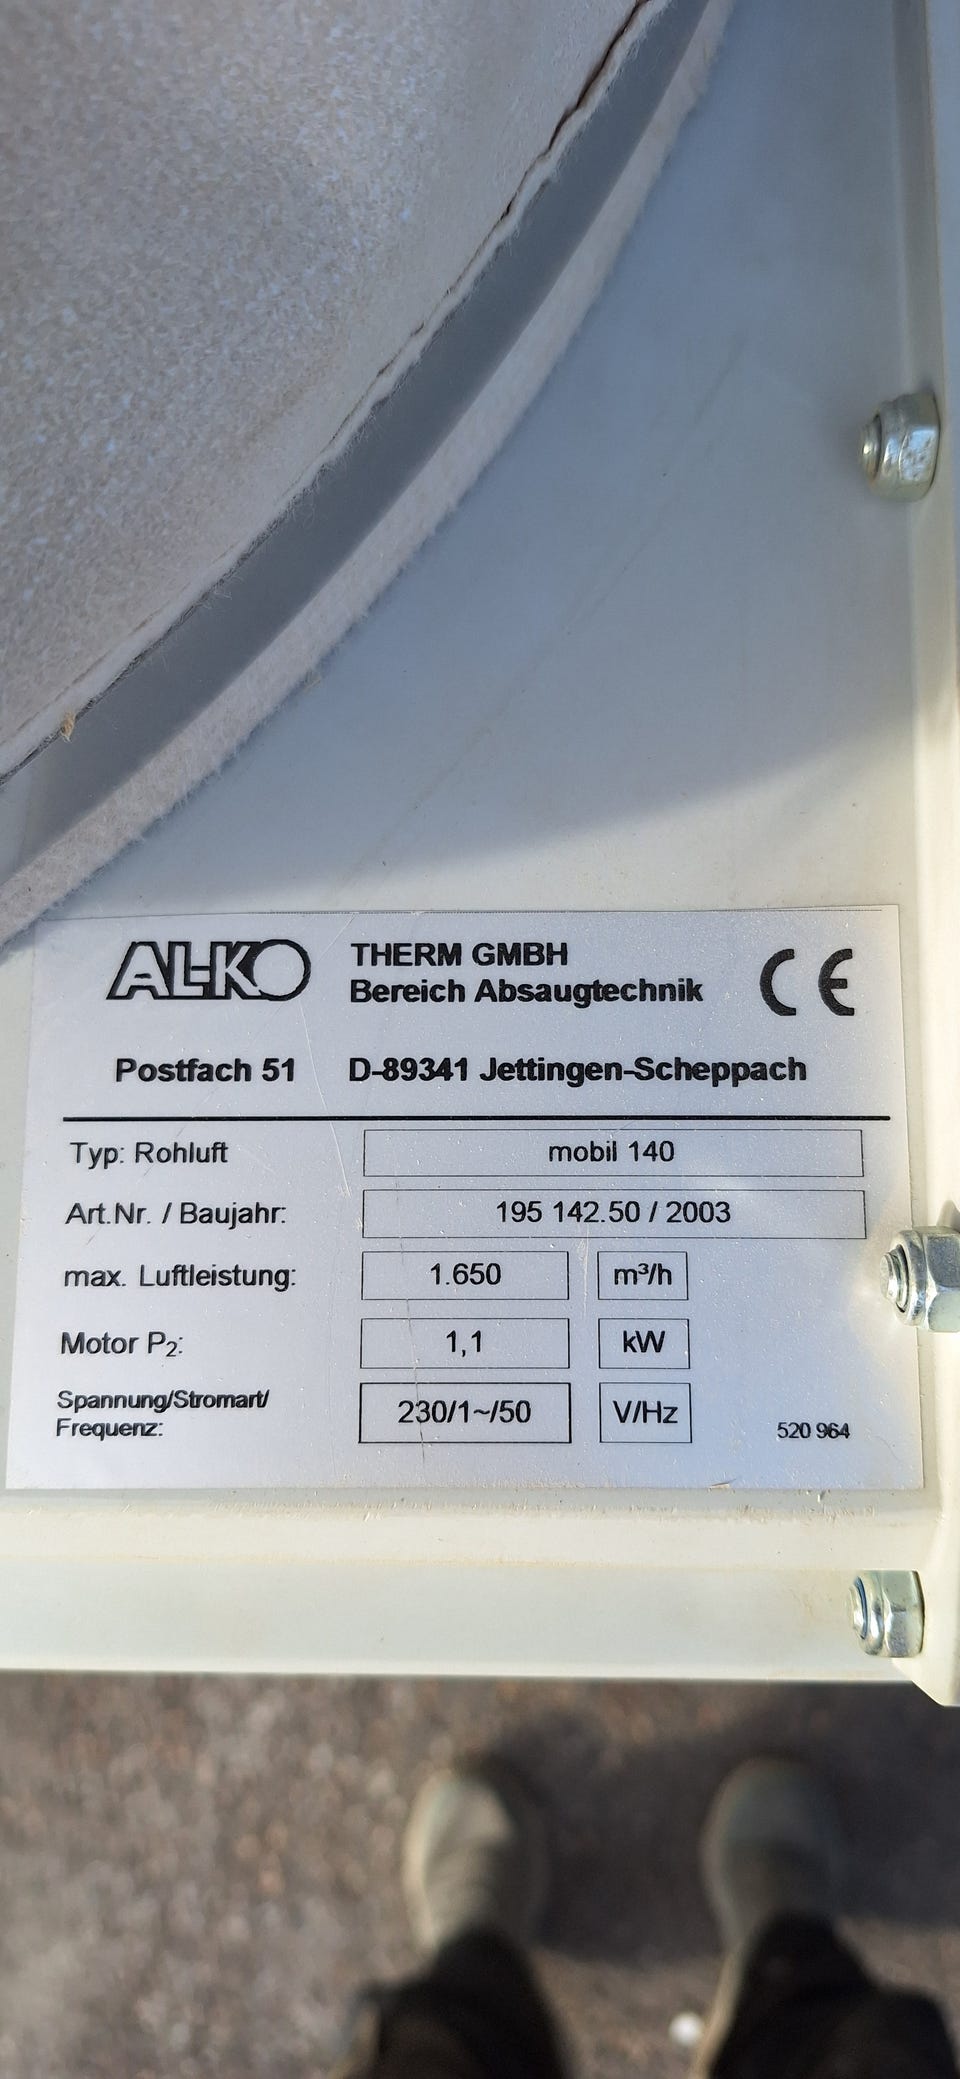 AL-KO THERM GMBH CE
Bereich Absaugtechnik
Postfach 51 D-89341 Jettingen-Scheppach
Typ: Rohluft mobil 140
Art.Nr. / Baujahr: 195 142.50 / 2003
max. Luftleistung: 1.650 m³/h
Motor P₂: 1,1 kW
Spannung/Stromart/
Frequenz: 230/1~/50 V/Hz
520 964